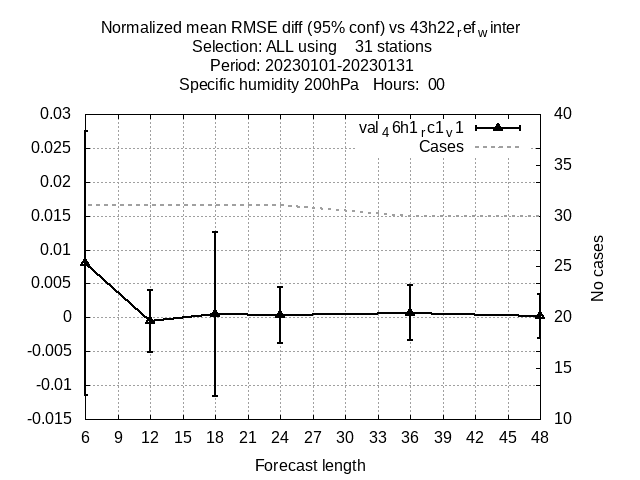 Normalized mean RMSE diff (95% conf) vs 43h22refwinter
Selection: ALL using 31 stations
Period: 20230101-20230131
Specific humidity 200hPa Hours: 00
val46h1rc1v1
Cases
0.03
0.025
0.02
0.015
0.01
0.005
0
-0.005
-0.01
-0.015
40
35
30
25
20
15
10
No cases
6 9 12 15 18 21 24 27 30 33 36 39 42 45 48
Forecast length